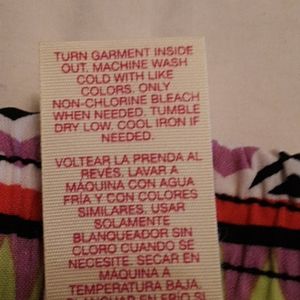 TURN GARMENT INSIDE
OUT. MACHINE WASH
COLD WITH LIKE
COLORS. ONLY
NON-CHLORINE BLEACH
WHEN NEEDED. TUMBLE
DRY LOW. COOL IRON IF
NEEDED.
VOLTEAR LA PRENDA AL
REVÉS. LAVAR A
MÁQUINA CON AGUA
FRÍA Y CON COLORES
SIMILARES. USAR
SOLAMENTE
BLANQUEADOR SIN
CLORO CUANDO SE
NECESITE. SECAR EN
MÁQUINA A
TEMPERATURA BAJA.